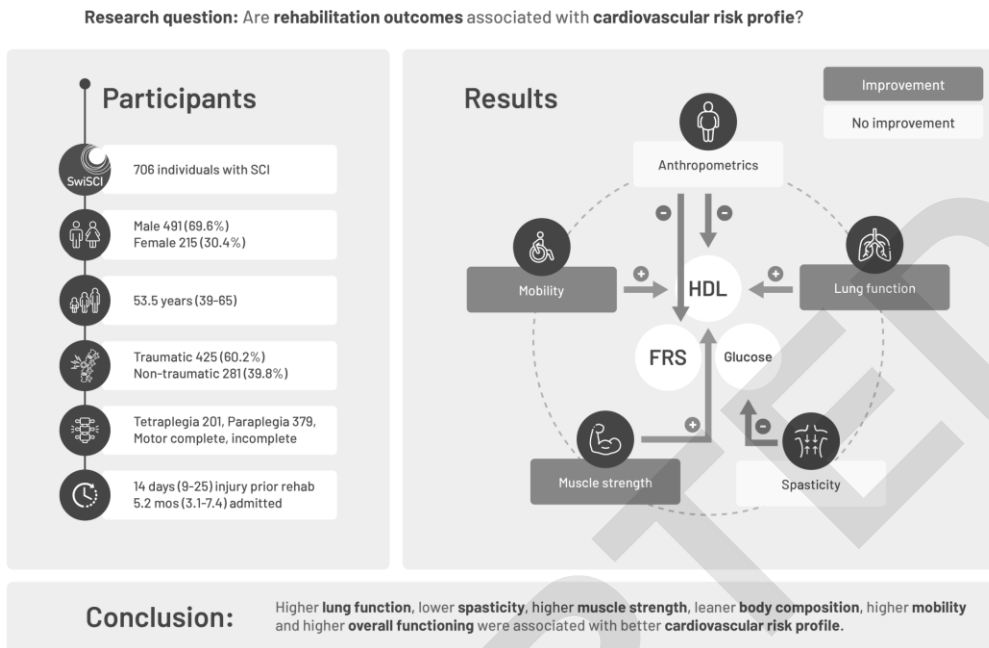 Research question: Are rehabilitation outcomes associated with cardiovascular risk profie?
Participants
SwiSCI
706 individuals with SCI
Male 491 (69.6%)
Female 215 (30.4%)
53.5 years (39-65)
Traumatic 425 (60.2%)
Non-traumatic 281 (39.8%)
Tetraplegia 201, Paraplegia 379,
Motor complete, incomplete
14 days (9-25) injury prior rehab
5.2 mos (3.1-7.4) admitted
Results
Improvement
No improvement
Anthropometrics
Mobility
HDL
Lung function
FRS
Glucose
Muscle strength
Spasticity
Conclusion:
Higher lung function, lower spasticity, higher muscle strength, leaner body composition, higher mobility
and higher overall functioning were associated with better cardiovascular risk profile.